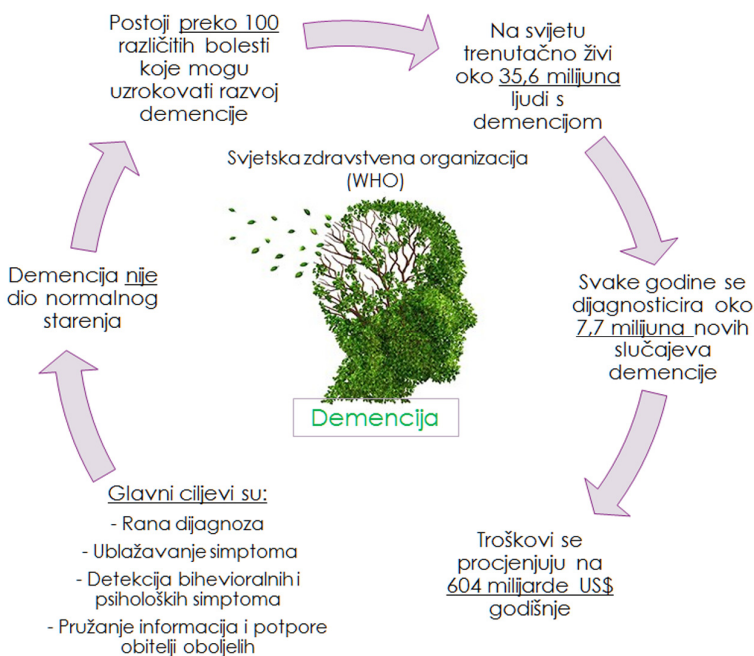 Postoji preko 100
različitih bolesti
koje mogu
uzrokovati razvoj
demencije
Na svijetu
trenutačno živi
oko 35,6 milijuna
ljudi s
demencijom
Svjetska zdravstvena organizacija
(WHO)
Demencija nije
dio normalnog
starenja
Svake godine se
dijagnosticira oko
7,7 milijuna novih
slučajeva
demencije
Demencija
Glavni ciljevi su:
- Rana dijagnoza
- Ublažavanje simptoma
- Detekcija bihevioralnih i
psiholoških simptoma
- Pružanje informacija i potpore
obitelji oboljelih
Troškovi se
procjenjuju na
604 milijarde US$
godišnje